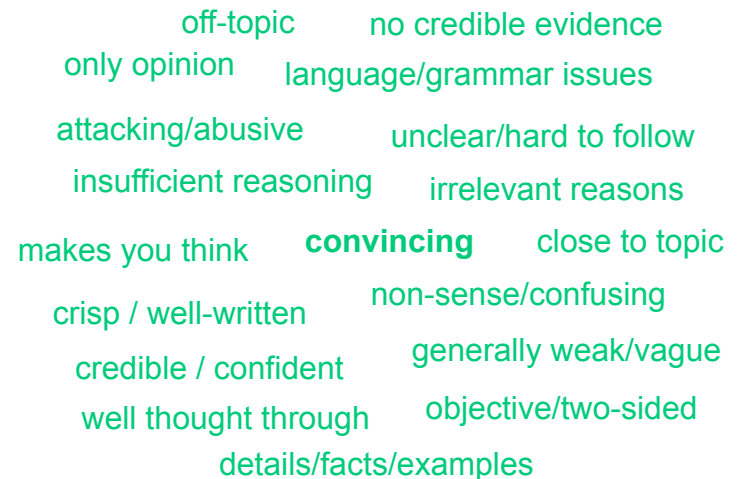 off-topic no credible evidence
only opinion language/grammar issues
attacking/abusive unclear/hard to follow
insufficient reasoning irrelevant reasons
makes you think convincing close to topic
crisp / well-written non-sense/confusing
credible / confident generally weak/vague
well thought through objective/two-sided
details/facts/examples